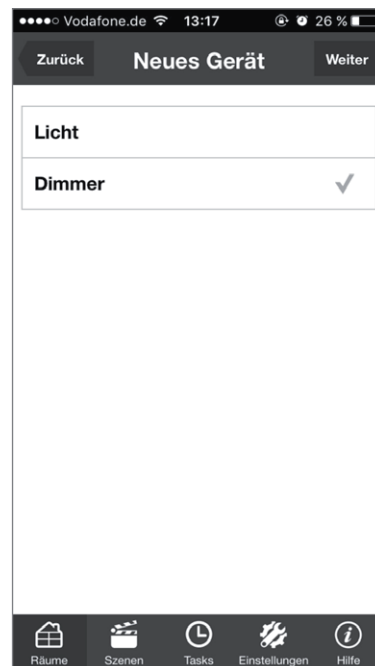 Vodafone.de 13:17 26 %
Zurück Neues Gerät Weiter
Licht
Dimmer
Räume Szenen Tasks Einstellungen Hilfe